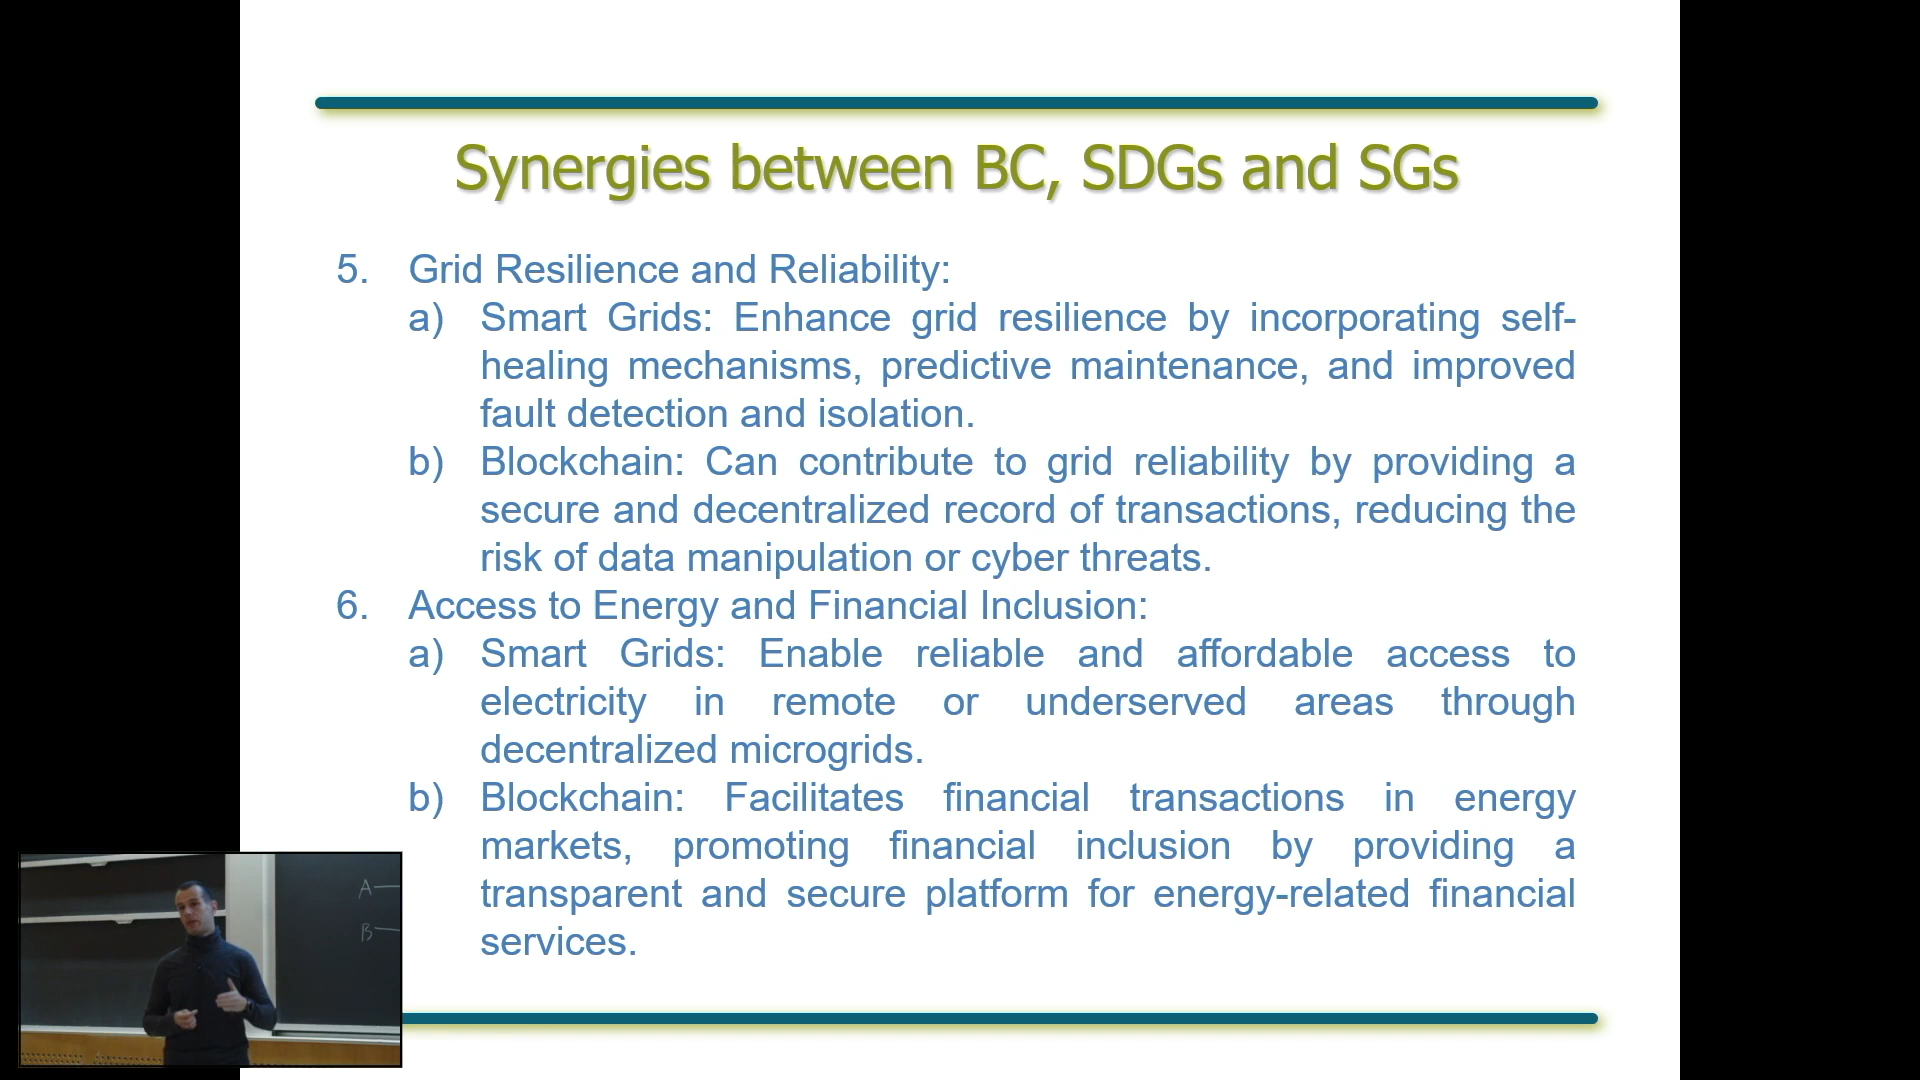 Synergies between BC, SDGs and SGs
5. Grid Resilience and Reliability:
a) Smart Grids: Enhance grid resilience by incorporating self-
healing mechanisms, predictive maintenance, and improved
fault detection and isolation.
b) Blockchain: Can contribute to grid reliability by providing a
secure and decentralized record of transactions, reducing the
risk of data manipulation or cyber threats.
6. Access to Energy and Financial Inclusion:
a) Smart Grids: Enable reliable and affordable access to
electricity in remote or underserved areas through
decentralized microgrids.
b) Blockchain: Facilitates financial transactions in energy
markets, promoting financial inclusion by providing a
transparent and secure platform for energy-related financial
services.
A
B